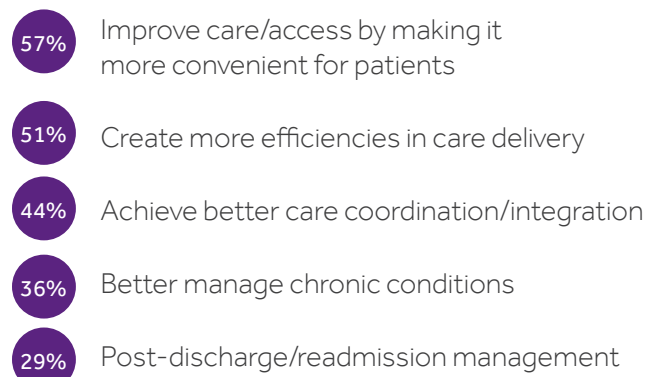 57% Improve care/access by making it
more convenient for patients
51% Create more efficiencies in care delivery
44% Achieve better care coordination/integration
36% Better manage chronic conditions
29% Post-discharge/readmission management